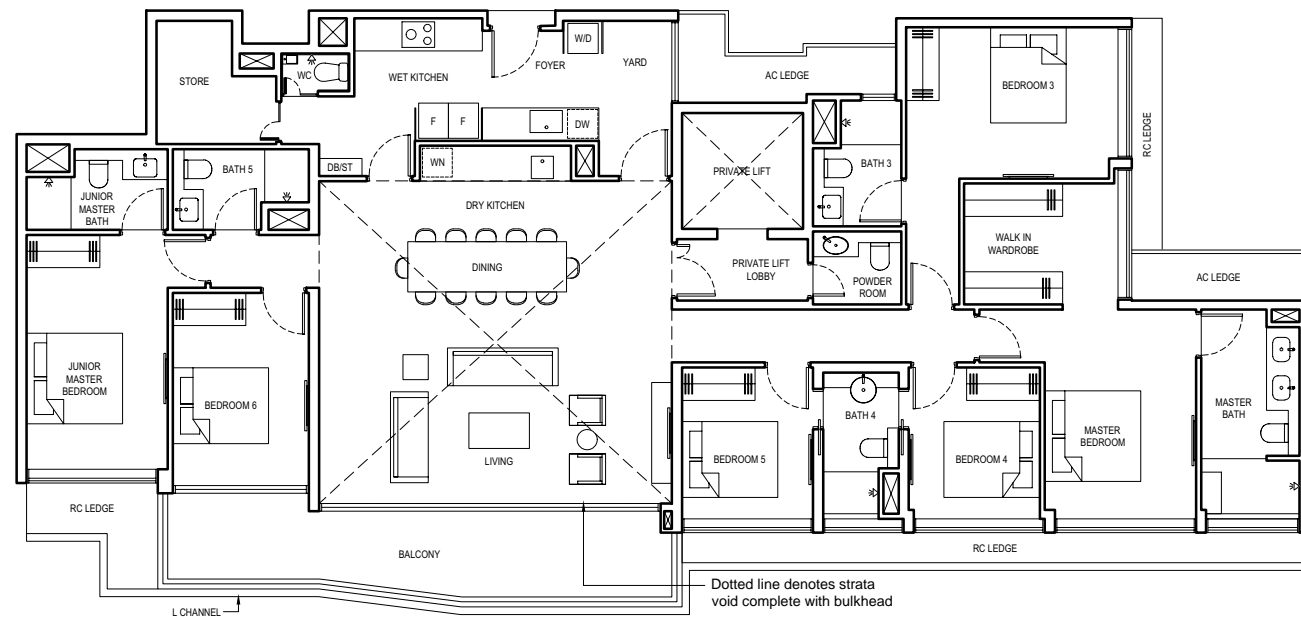 STORE
WC
WET KITCHEN
FOYER
W/D
YARD
AC LEDGE
BEDROOM 3
RC LEDGE
F
F
DW
DB/ST
WN
BATH 5
JUNIOR
MASTER
BATH
PRIVATE LIFT
BATH 3
DRY KITCHEN
DINING
PRIVATE LIFT
LOBBY
POWDER
ROOM
WALK IN
WARDROBE
AC LEDGE
JUNIOR
MASTER
BEDROOM
BEDROOM 6
LIVING
BEDROOM 5
BATH 4
BEDROOM 4
MASTER
BEDROOM
MASTER
BATH
RC LEDGE
BALCONY
RC LEDGE
L CHANNEL
Dotted line denotes strata
void complete with bulkhead